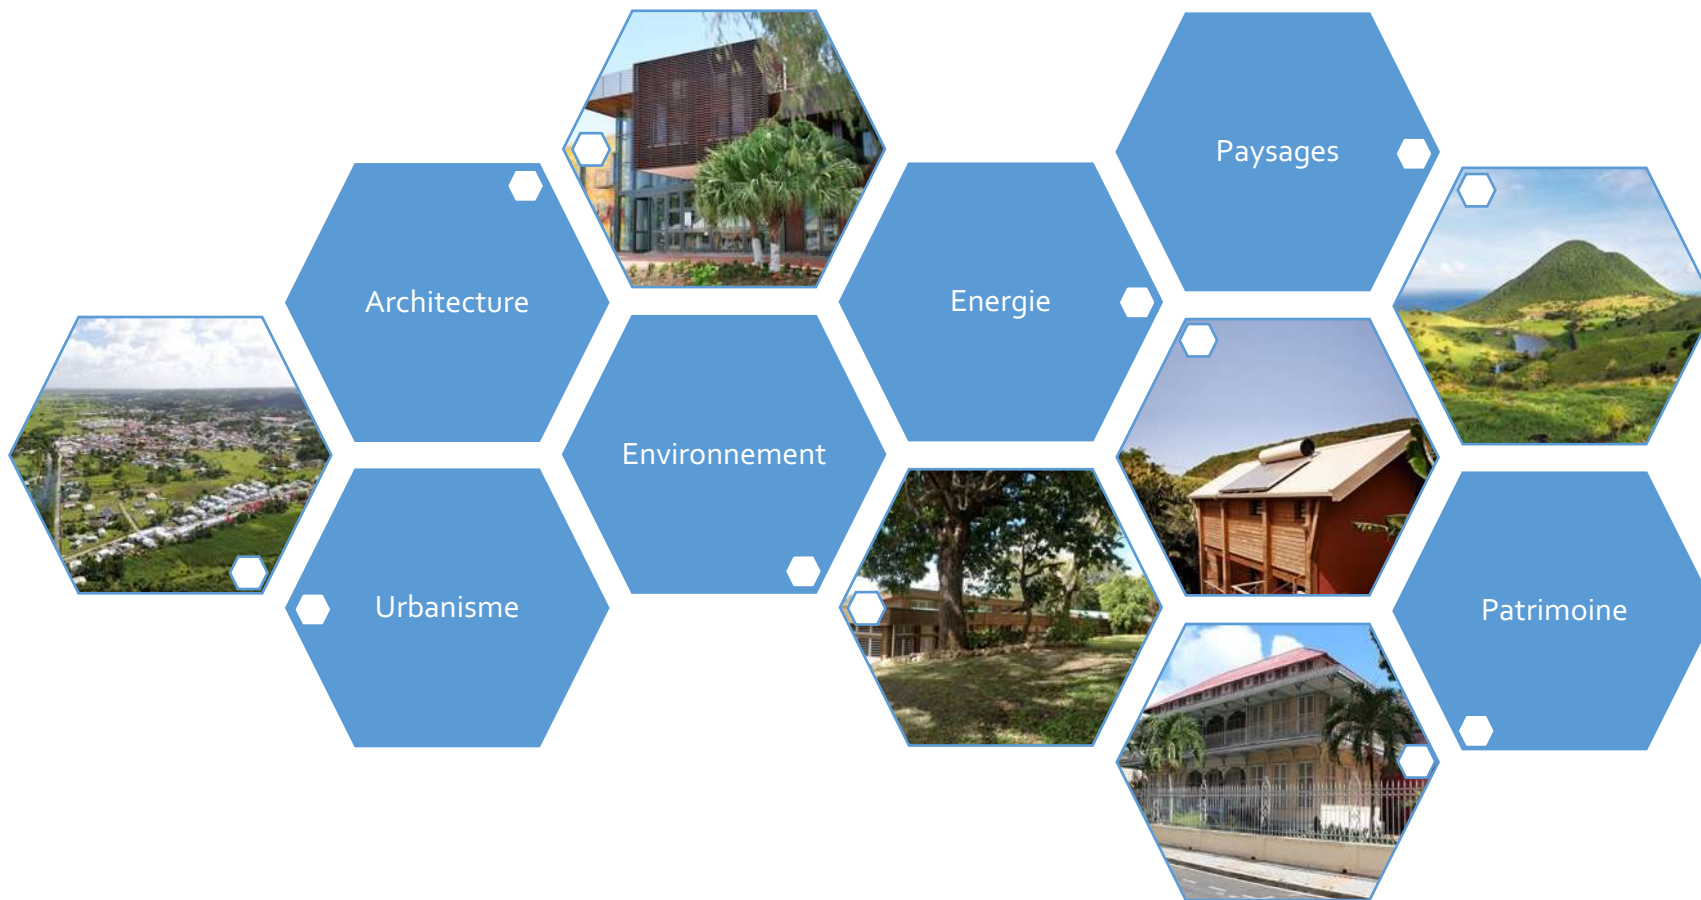 Paysages
Architecture
Energie
Environnement
Urbanisme
Patrimoine